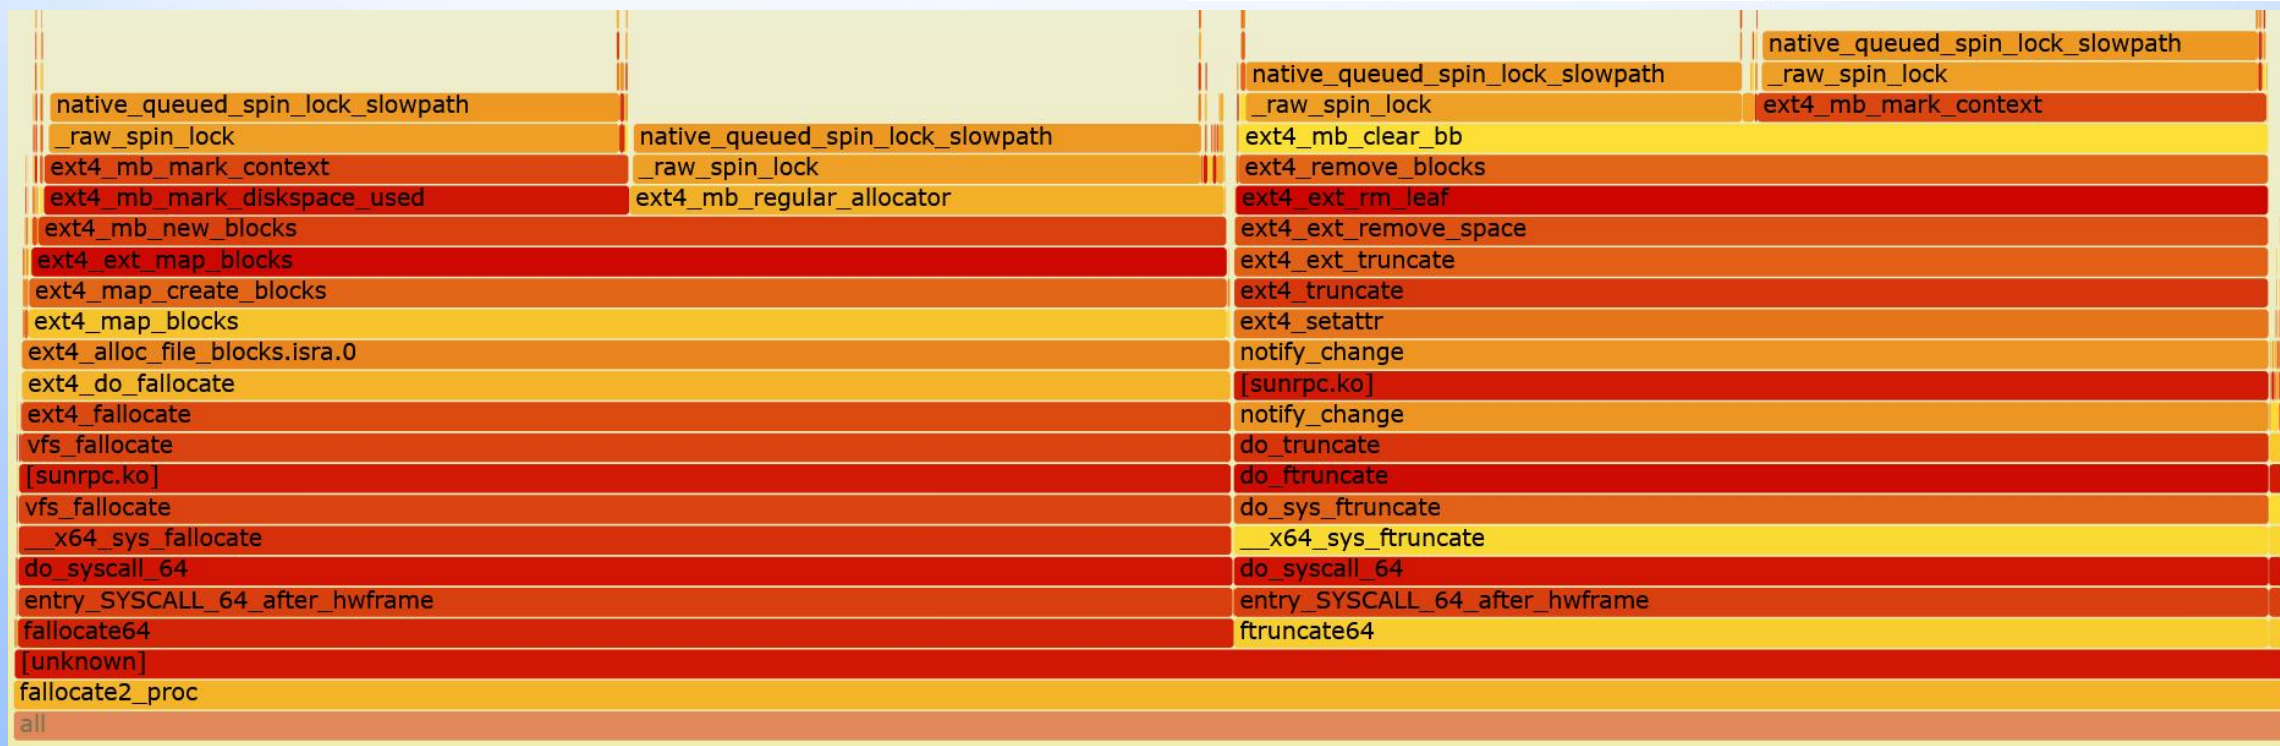 native_queued_spin_lock_slowpath
native_queued_spin_lock_slowpath _raw_spin_lock
native_queued_spin_lock_slowpath _raw_spin_lock ext4_mb_mark_context
_raw_spin_lock native_queued_spin_lock_slowpath ext4_mb_clear_bb
ext4_mb_mark_context _raw_spin_lock ext4_remove_blocks
ext4_mb_mark_diskspace_used ext4_mb_regular_allocator ext4_ext_rm_leaf
ext4_mb_new_blocks ext4_ext_remove_space
ext4_ext_map_blocks ext4_ext_truncate
ext4_map_create_blocks ext4_truncate
ext4_map_blocks ext4_setattr
ext4_alloc_file_blocks.isra.0 notify_change
ext4_do_fallocate [sunrpc.ko]
ext4_fallocate notify_change
vfs_fallocate do_truncate
[sunrpc.ko] do_ftruncate
vfs_fallocate do_sys_ftruncate
__x64_sys_fallocate __x64_sys_ftruncate
do_syscall_64 do_syscall_64
entry_SYSCALL_64_after_hwframe entry_SYSCALL_64_after_hwframe
fallocate64 ftruncate64
[unknown]
fallocate2_proc
all